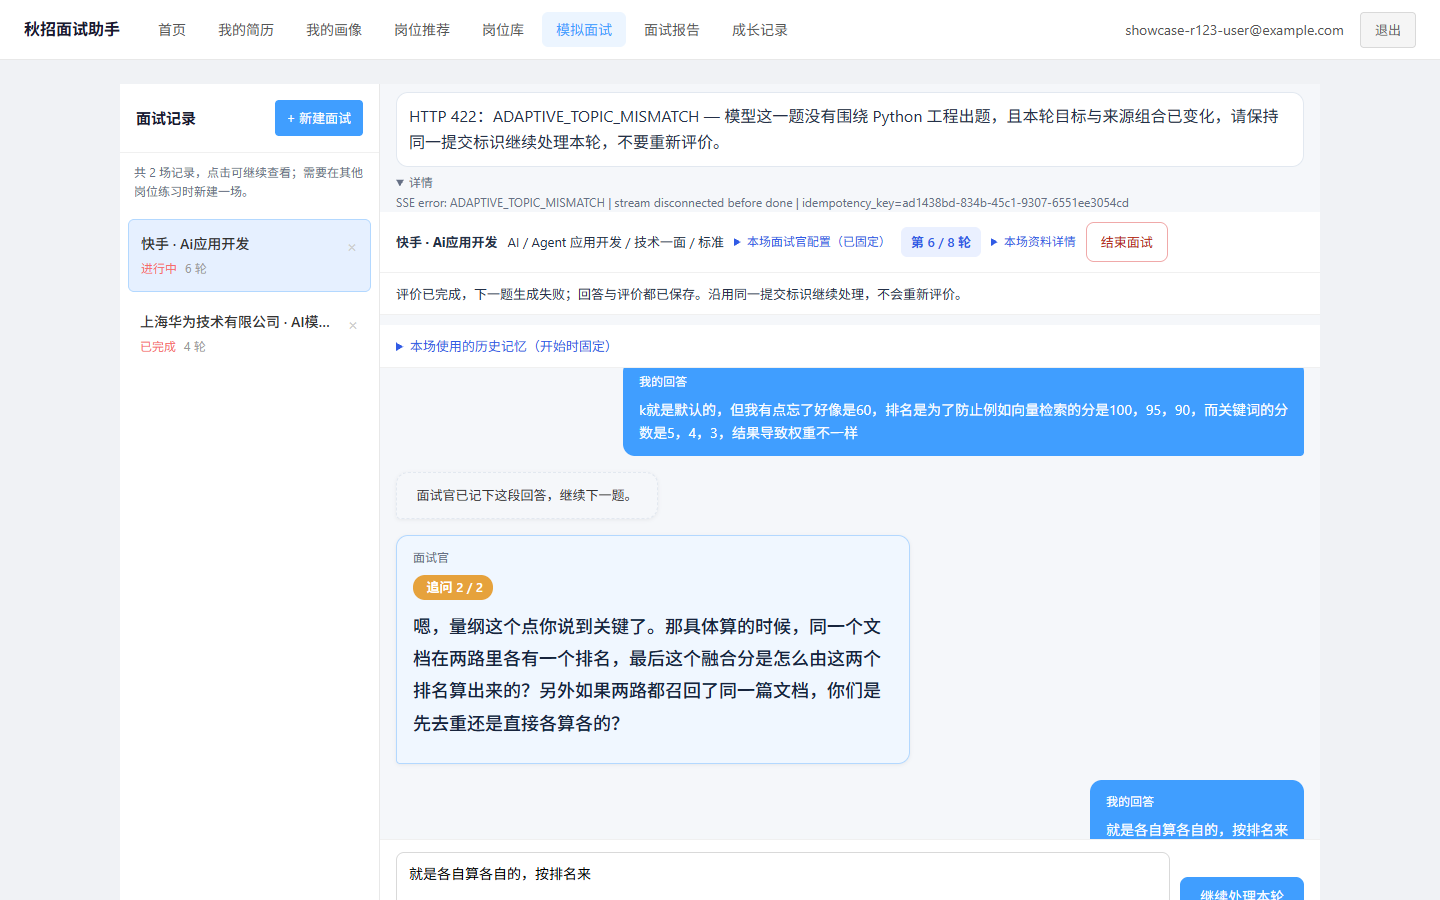 秋招面试助手 首页 我的简历 我的画像 岗位推荐 岗位库 模拟面试 面试报告 成长记录 showcase-r123-user@example.com 退出
面试记录 + 新建面试
共 2 场记录，点击可继续查看；需要在其他
岗位练习时新建一场。
快手 · Ai应用开发 ×
进行中 6 轮
上海华为技术有限公司 · AI模... ×
已完成 4 轮
HTTP 422：ADAPTIVE_TOPIC_MISMATCH — 模型这一题没有围绕 Python 工程出题，且本轮目标与来源组合已变化，请保持
同一提交标识继续处理本轮，不要重新评价。
▼ 详情
SSE error: ADAPTIVE_TOPIC_MISMATCH | stream disconnected before done | idempotency_key=ad1438bd-834b-45c1-9307-6551ee3054cd
快手 · Ai应用开发 AI / Agent 应用开发 / 技术一面 / 标准 ▶ 本场面试官配置（已固定） 第 6 / 8 轮 ▶ 本场资料详情 结束面试
评价已完成，下一题生成失败；回答与评价都已保存。沿用同一提交标识继续处理，不会重新评价。
▶ 本场使用的历史记忆（开始时固定）
我的回答
k就是默认的，但我有点忘了好像是60，排名是为了防止例如向量检索的分是100，95，90，而关键词的分
数是5，4，3，结果导致权重不一样
面试官已记下这段回答，继续下一题。
面试官
追问 2 / 2
嗯，量纲这个点你说到关键了。那具体算的时候，同一个文
档在两路里各有一个排名，最后这个融合分是怎么由这两个
排名算出来的？另外如果两路都召回了同一篇文档，你们是
先去重还是直接各算各的？
我的回答
就是各自算各自的，按排名来
就是各自算各自的，按排名来
继续处理本轮